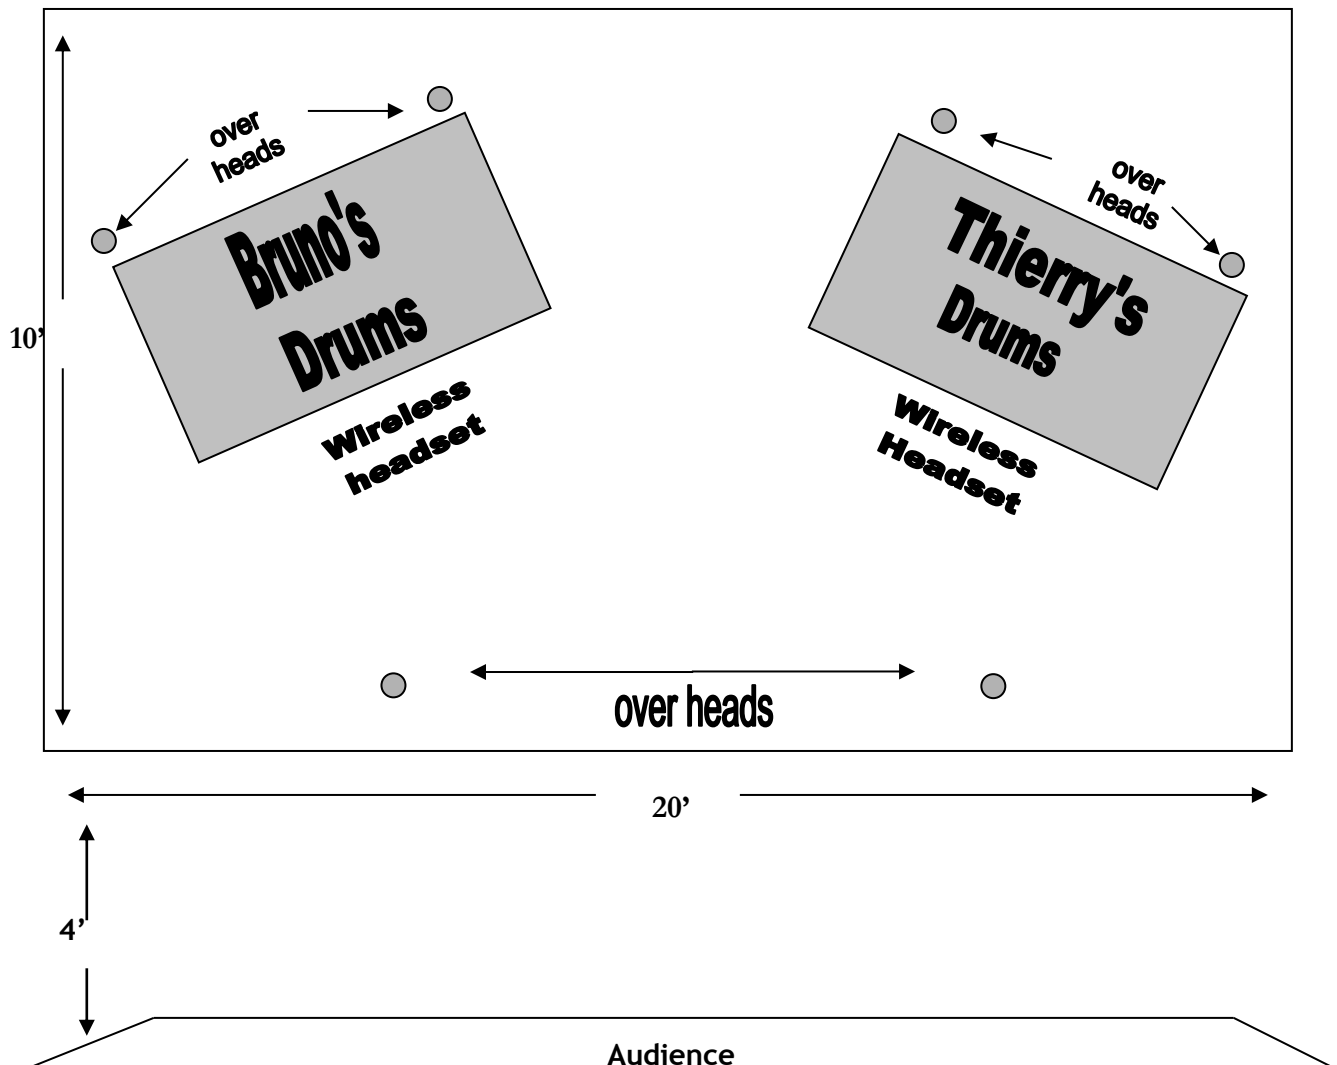 over
heads
Bruno's
Drums
Wireless
headset
over
heads
Thierry's
Drums
Wireless
Headset
10’
over heads
20’
4’
Audience